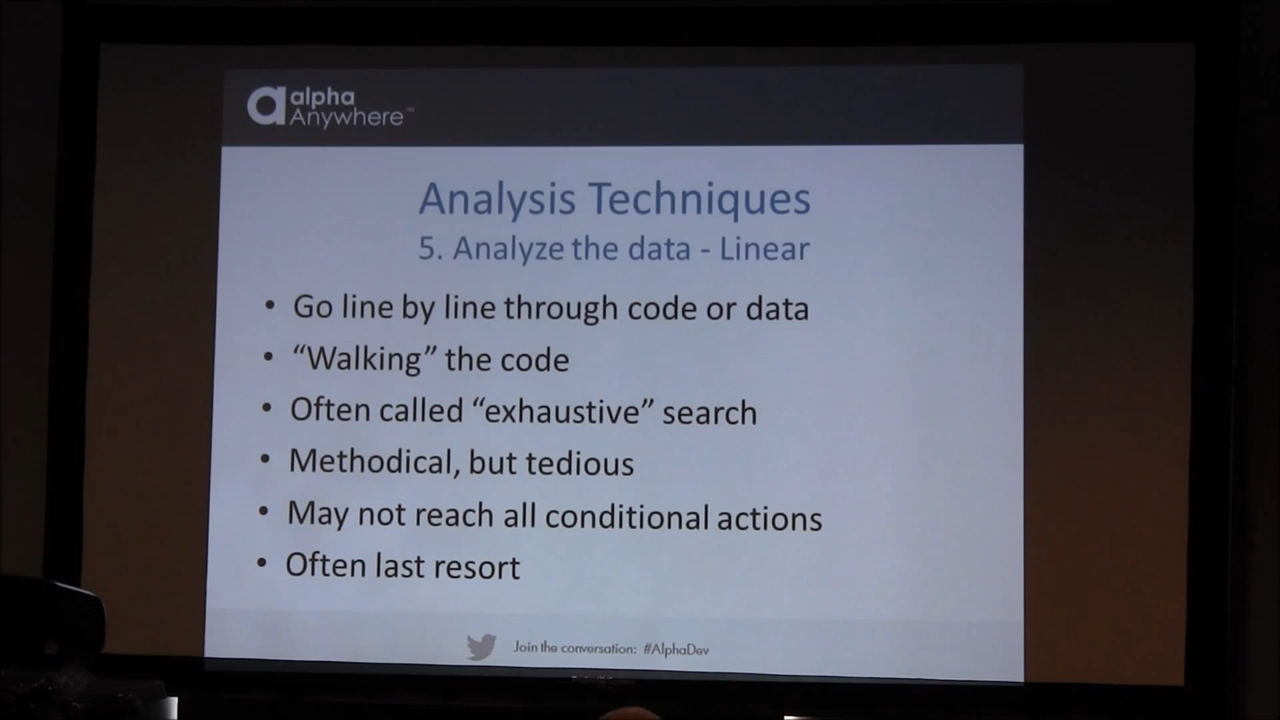 alpha
Anywhere™
Analysis Techniques
5. Analyze the data - Linear
• Go line by line through code or data
• “Walking” the code
• Often called “exhaustive” search
• Methodical, but tedious
• May not reach all conditional actions
• Often last resort
Join the conversation: #AlphaDev